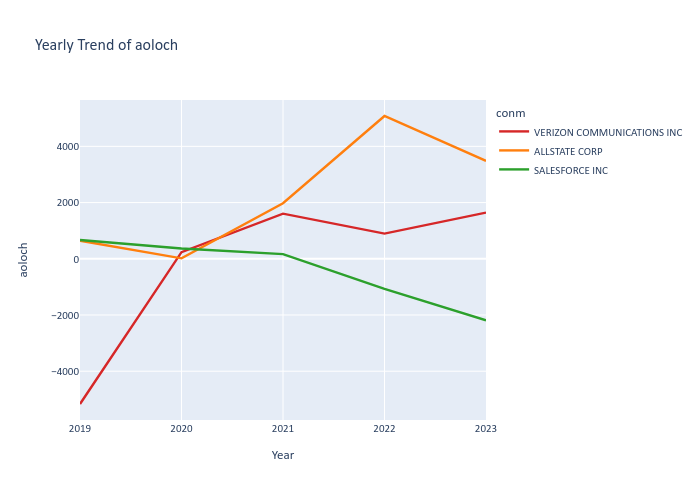 Yearly Trend of aoloch
conm
VERIZON COMMUNICATIONS INC
ALLSTATE CORP
SALESFORCE INC
aoloch
4000
2000
0
−2000
−4000
2019 2020 2021 2022 2023
Year